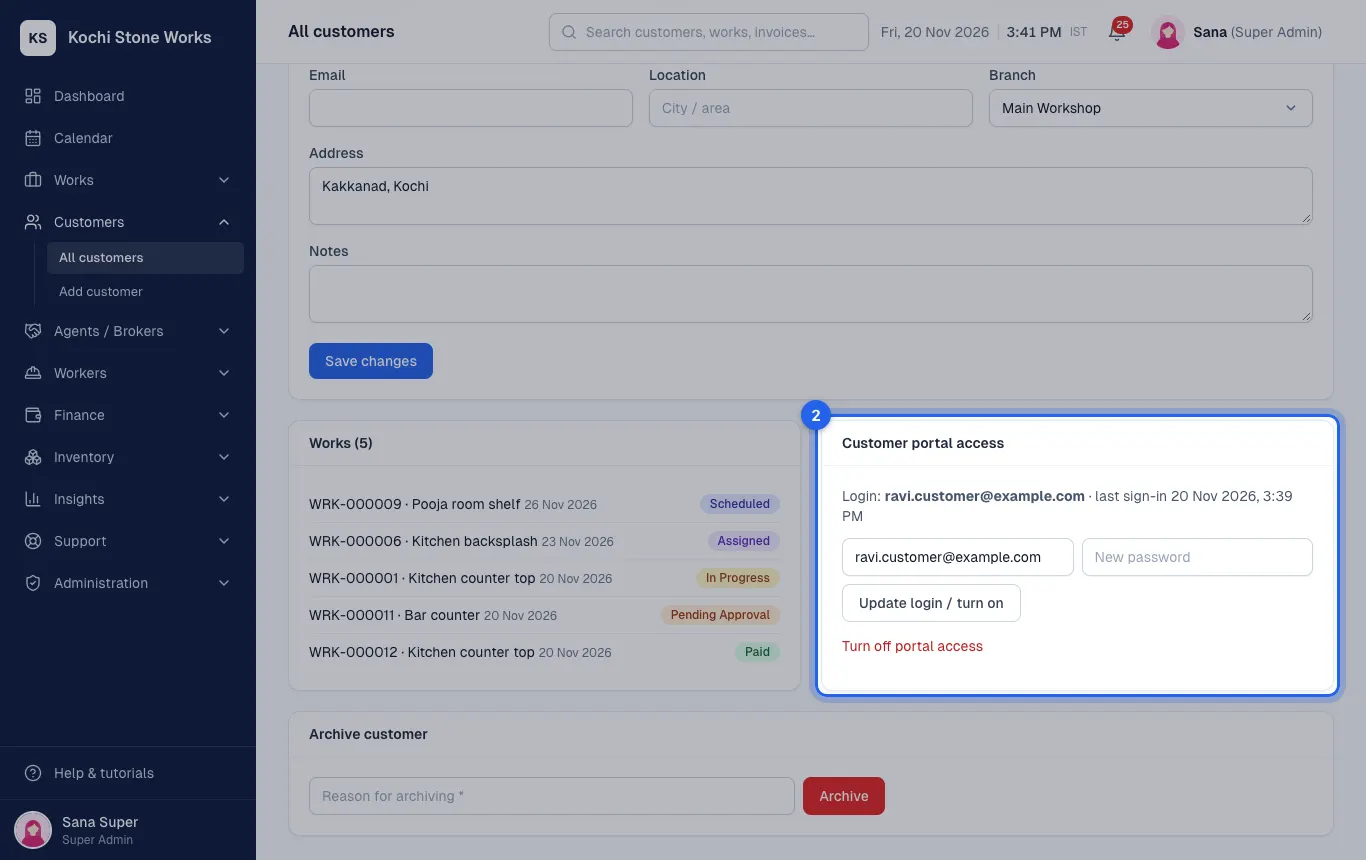 KS
Kochi Stone Works
Dashboard
Calendar
Works
Customers
All customers
Add customer
Agents / Brokers
Workers
Finance
Inventory
Insights
Support
Administration
Help & tutorials
Sana Super
Super Admin
All customers
Search customers, works, invoices...
Fri, 20 Nov 2026
3:41 PM IST
25
Sana (Super Admin)
Email
Location
Branch
City / area
Main Workshop
Address
Kakkanad, Kochi
Notes
Save changes
Works (5)
WRK-000009 · Pooja room shelf 26 Nov 2026 Scheduled
WRK-000006 · Kitchen backsplash 23 Nov 2026 Assigned
WRK-000001 · Kitchen counter top 20 Nov 2026 In Progress
WRK-000011 · Bar counter 20 Nov 2026 Pending Approval
WRK-000012 · Kitchen counter top 20 Nov 2026 Paid
2
Customer portal access
Login: ravi.customer@example.com · last sign-in 20 Nov 2026, 3:39
PM
ravi.customer@example.com
New password
Update login / turn on
Turn off portal access
Archive customer
Reason for archiving *
Archive